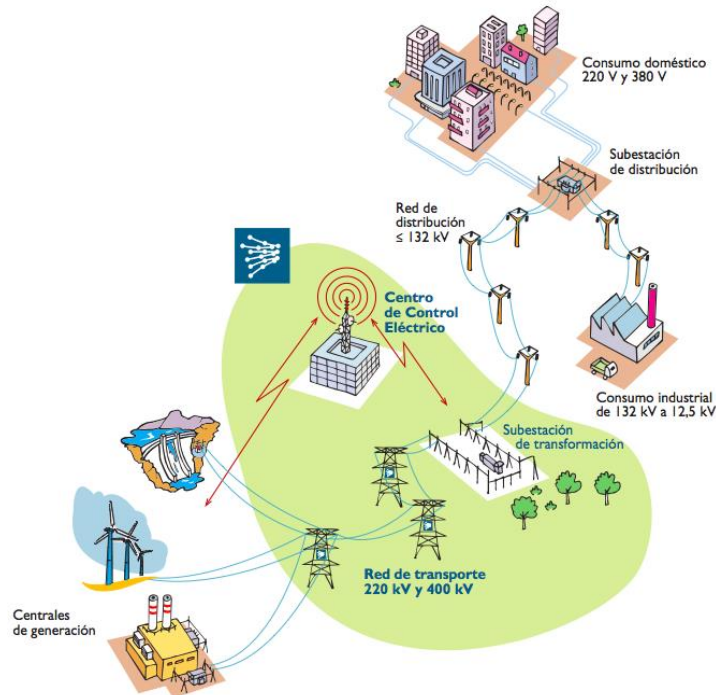 Consumo doméstico
220 V y 380 V
Subestación
de distribución
Red de
distribución
≤ 132 kV
Centro
de Control
Eléctrico
Consumo industrial
de 132 kV a 12,5 kV
Subestación
de transformación
Red de transporte
220 kV y 400 kV
Centrales
de generación